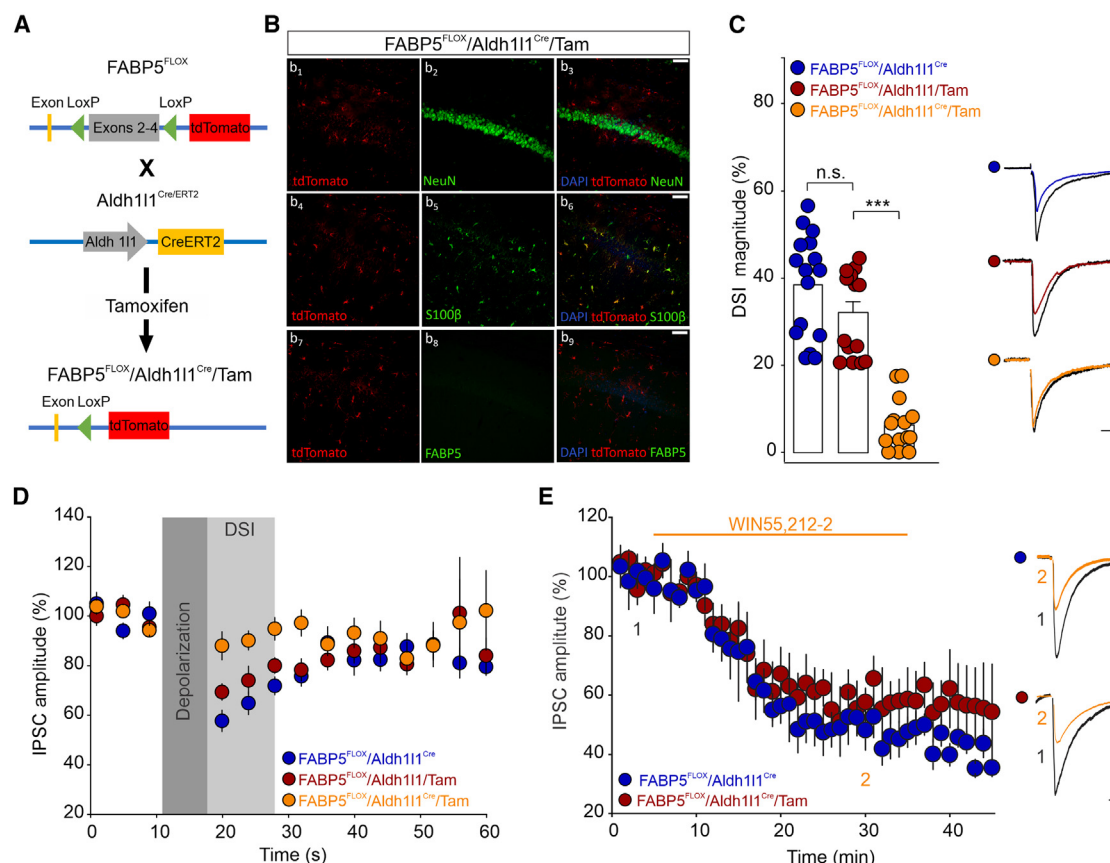 A
FABP5FLOX
Exon LoxP
LoxP
Exons 2-4
tdTomato
X
Aldh1l1Cre/ERT2
Aldh 1l1
CreERT2
Tamoxifen
FABP5FLOX/Aldh1l1Cre/Tam
Exon LoxP
tdTomato
B
FABP5FLOX/Aldh1l1Cre/Tam
b1
b2
b3
tdTomato
NeuN
DAPI tdTomato NeuN
b4
b5
b6
tdTomato
S100β
DAPI tdTomato S100β
b7
b8
b9
tdTomato
FABP5
DAPI tdTomato FABP5
C
FABP5FLOX/Aldh1l1Cre
FABP5FLOX/Aldh1l1/Tam
FABP5FLOX/Aldh1l1Cre/Tam
DSI magnitude (%)
80
60
40
20
0
n.s.
***
D
IPSC amplitude (%)
140
120
100
80
60
40
20
Depolarization
DSI
FABP5FLOX/Aldh1l1Cre
FABP5FLOX/Aldh1l1/Tam
FABP5FLOX/Aldh1l1Cre/Tam
0 10 20 30 40 50 60
Time (s)
E
IPSC amplitute (%)
120
100
80
60
40
20
WIN55,212-2
1
2
FABP5FLOX/Aldh1l1Cre
FABP5FLOX/Aldh1l1Cre/Tam
0 10 20 30 40
Time (min)
2
1
2
1